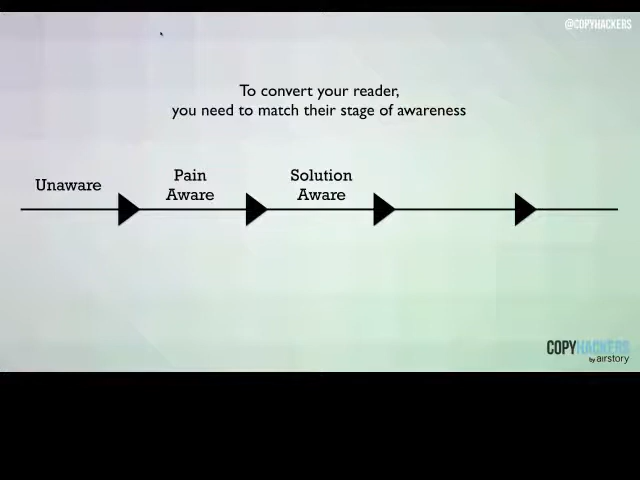 @COPYHACKERS
To convert your reader,
you need to match their stage of awareness
Unaware
Pain
Aware
Solution
Aware
COPYHACKERS
by airstory